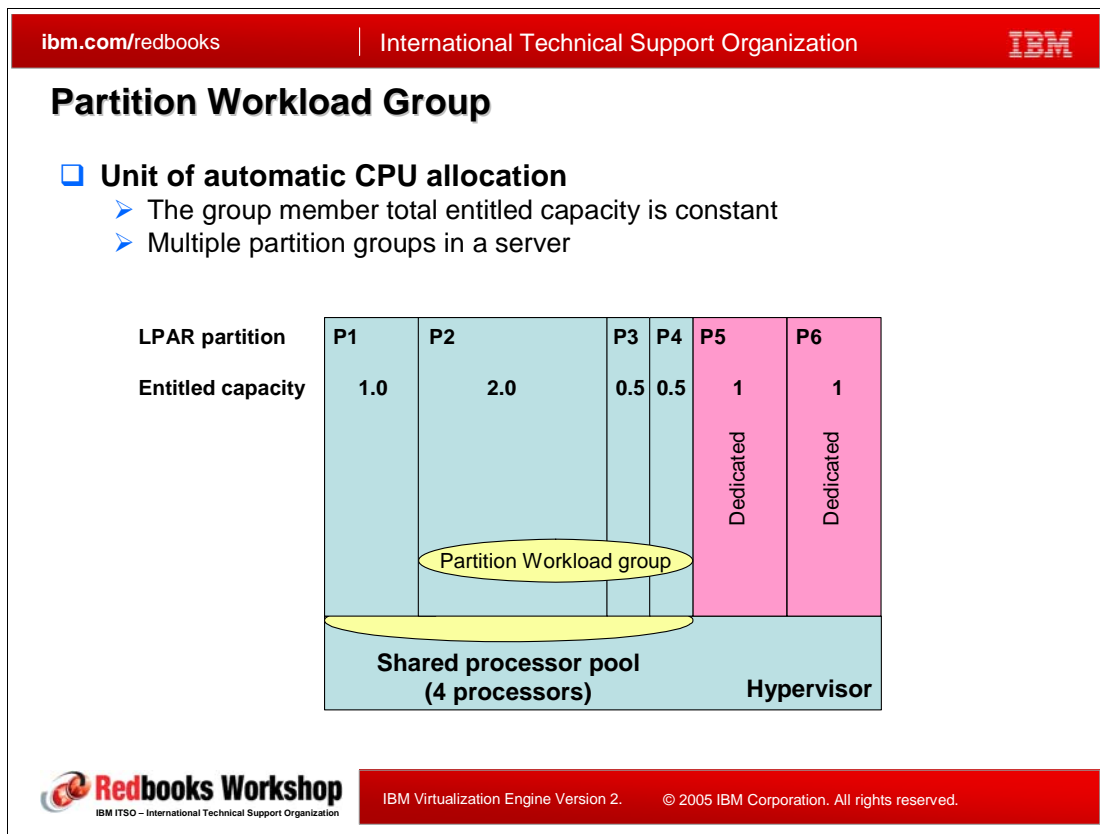 ibm.com/redbooks
International Technical Support Organization
IBM
Partition Workload Group
Unit of automatic CPU allocation
The group member total entitled capacity is constant
Multiple partition groups in a server
LPAR partition P1 P2 P3 P4 P5 P6
Entitled capacity 1.0 2.0 0.5 0.5 1 1
Dedicated Dedicated
Partition Workload group
Shared processor pool
(4 processors)
Hypervisor
Redbooks Workshop
IBM ITSO – International Technical Support Organization
IBM Virtualization Engine Version 2. © 2005 IBM Corporation. All rights reserved.